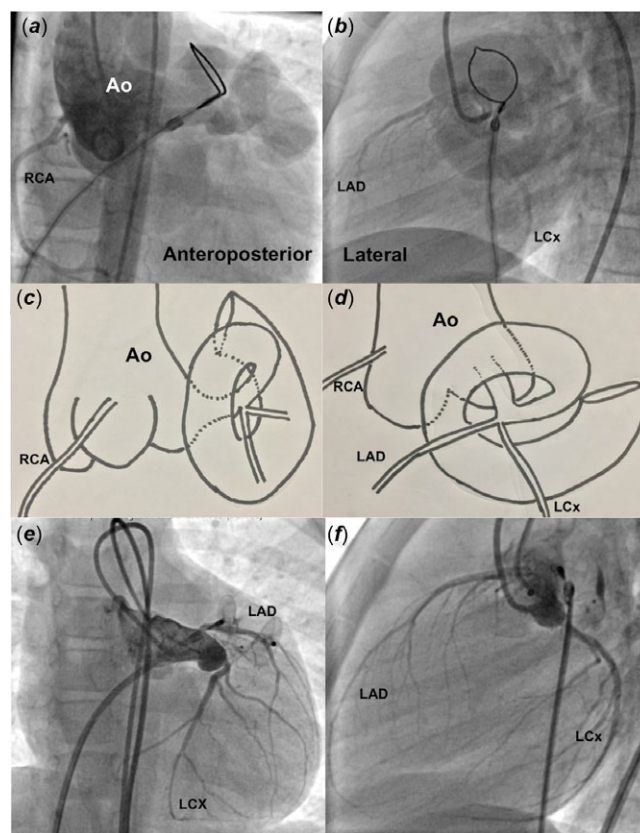 (a)
Ao
RCA
Anteroposterior
(b)
LAD
LCx
Lateral
(c)
Ao
RCA
(d)
Ao
RCA
LAD
LCx
(e)
LAD
LCX
(f)
LAD
LCx